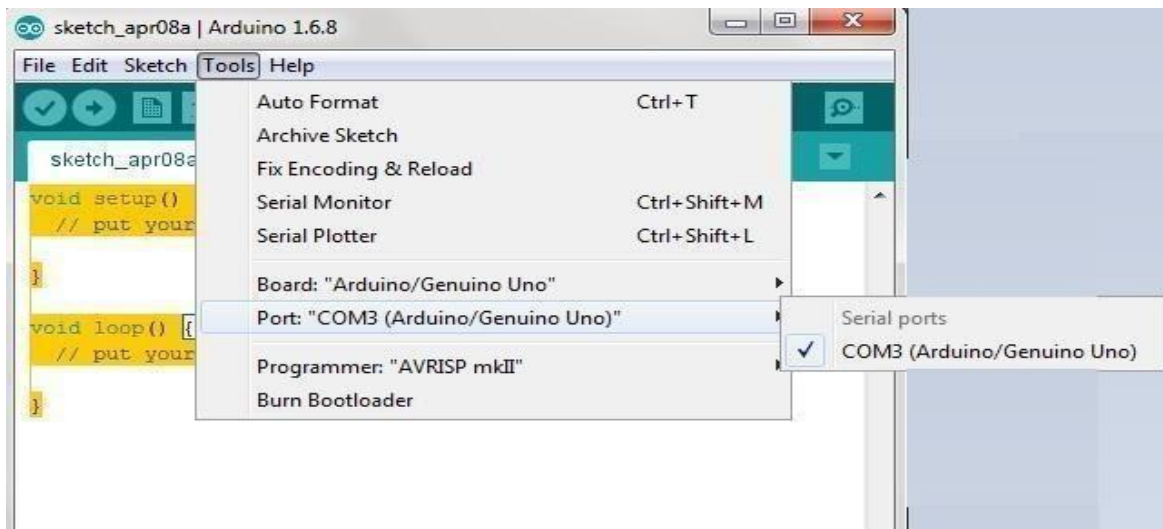 sketch_apr08a | Arduino 1.6.8
File Edit Sketch Tools Help
sketch_apr08a
void setup()
// put your
}
void loop() {
// put your
}
Auto Format Ctrl+T
Archive Sketch
Fix Encoding & Reload
Serial Monitor Ctrl+Shift+M
Serial Plotter Ctrl+Shift+L
Board: "Arduino/Genuino Uno"
Port: "COM3 (Arduino/Genuino Uno)"
Programmer: "AVRISP mkII"
Burn Bootloader
Serial ports
COM3 (Arduino/Genuino Uno)